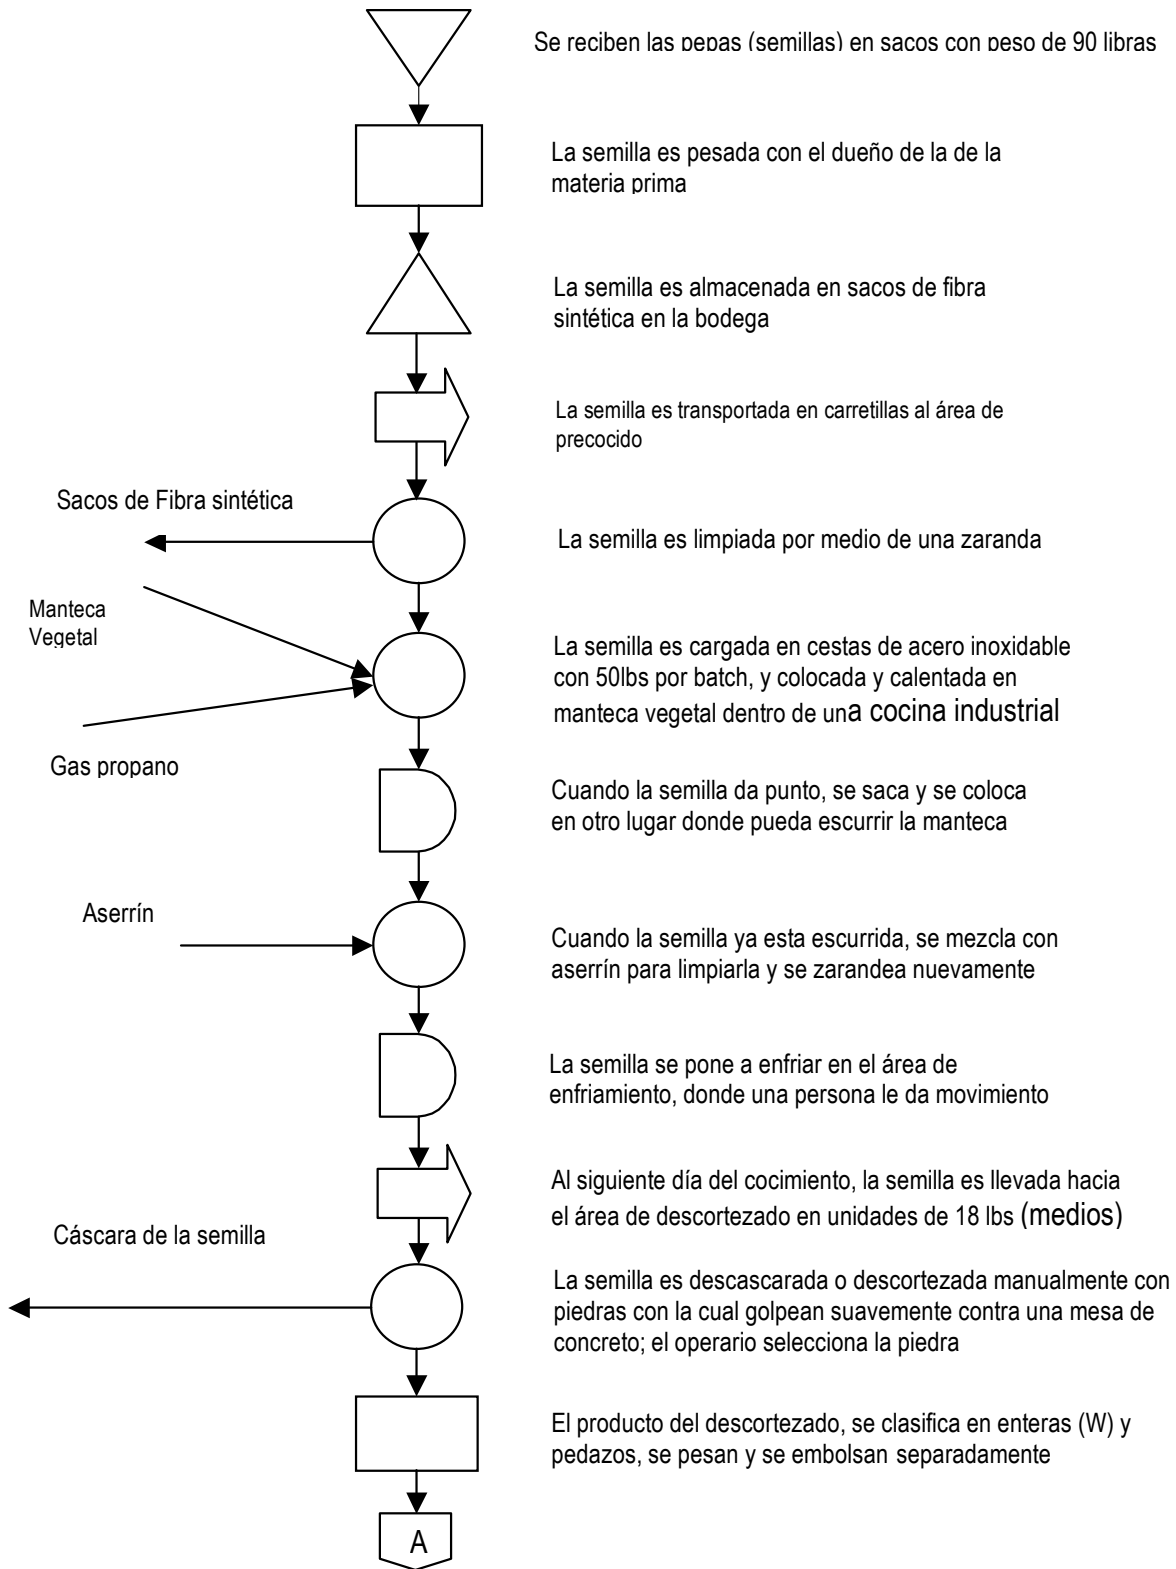 Se reciben las pepas (semillas) en sacos con peso de 90 libras
La semilla es pesada con el dueño de la de la
materia prima
La semilla es almacenada en sacos de fibra
sintética en la bodega
La semilla es transportada en carretillas al área de
precocido
Sacos de Fibra sintética
La semilla es limpiada por medio de una zaranda
Manteca
Vegetal
La semilla es cargada en cestas de acero inoxidable
con 50lbs por batch, y colocada y calentada en
manteca vegetal dentro de una cocina industrial
Gas propano
Cuando la semilla da punto, se saca y se coloca
en otro lugar donde pueda escurrir la manteca
Aserrín
Cuando la semilla ya esta escurrida, se mezcla con
aserrín para limpiarla y se zarandea nuevamente
La semilla se pone a enfriar en el área de
enfriamiento, donde una persona le da movimiento
Al siguiente día del cocimiento, la semilla es llevada hacia
el área de descortezado en unidades de 18 lbs (medios)
Cáscara de la semilla
La semilla es descascarada o descortezada manualmente con
piedras con la cual golpean suavemente contra una mesa de
concreto; el operario selecciona la piedra
El producto del descortezado, se clasifica en enteras (W) y
pedazos, se pesan y se embolsan separadamente
A